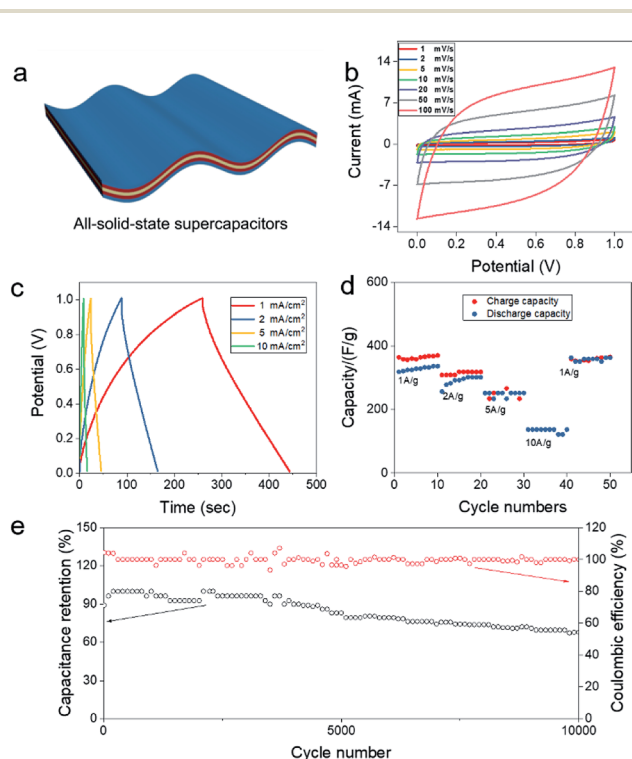 a
All-solid-state supercapacitors
b
14
7
0
-7
-14
Current (mA)
1 mV/s
2 mV/s
5 mV/s
10 mV/s
20 mV/s
50 mV/s
100 mV/s
0.0 0.2 0.4 0.6 0.8 1.0
Potential (V)
c
1.0
0.8
0.6
0.4
0.2
0.0
Potential (V)
1 mA/cm²
2 mA/cm²
5 mA/cm²
10 mA/cm²
0 100 200 300 400 500
Time (sec)
d
600
400
200
0
Capacity/(F/g)
Charge capacity
Discharge capacity
1A/g
2A/g
5A/g
10A/g
1A/g
0 10 20 30 40 50
Cycle numbers
e
150
120
90
60
30
0
Capacitance retention (%)
120
100
80
60
40
20
0
Coulombic efficiency (%)
0 5000 10000
Cycle number